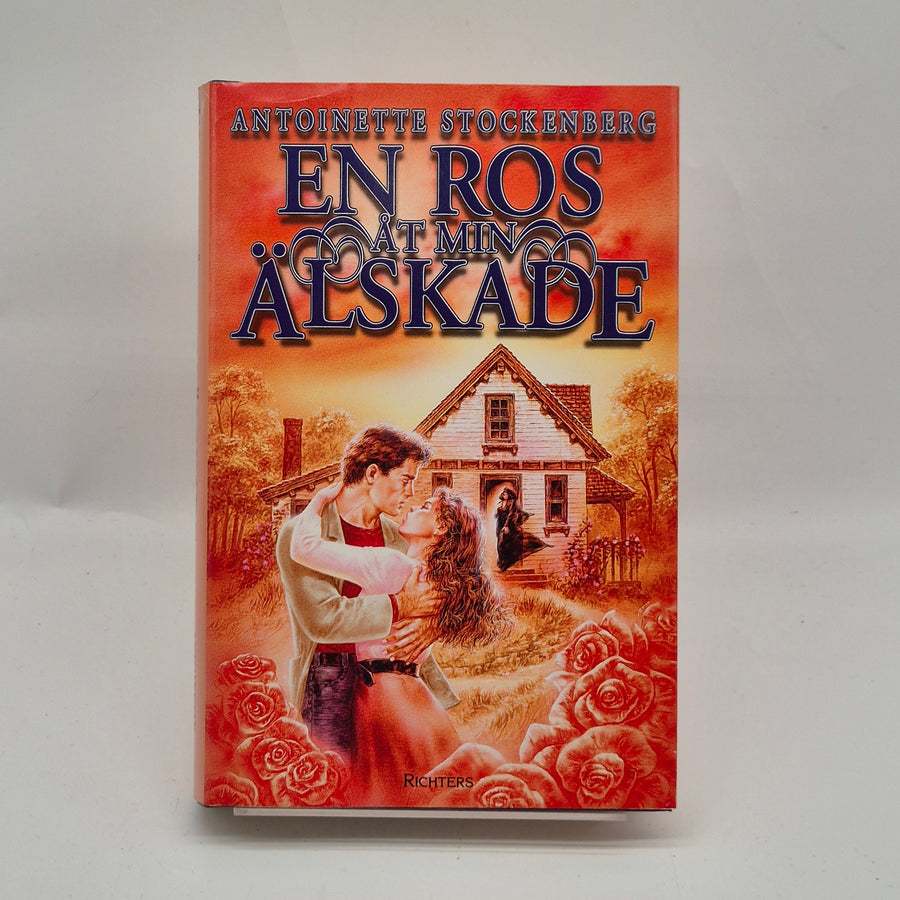 ANTOINETTE STOCKENBERG
EN ROS
ÅT MIN
ÄLSKADE
RICHTERS